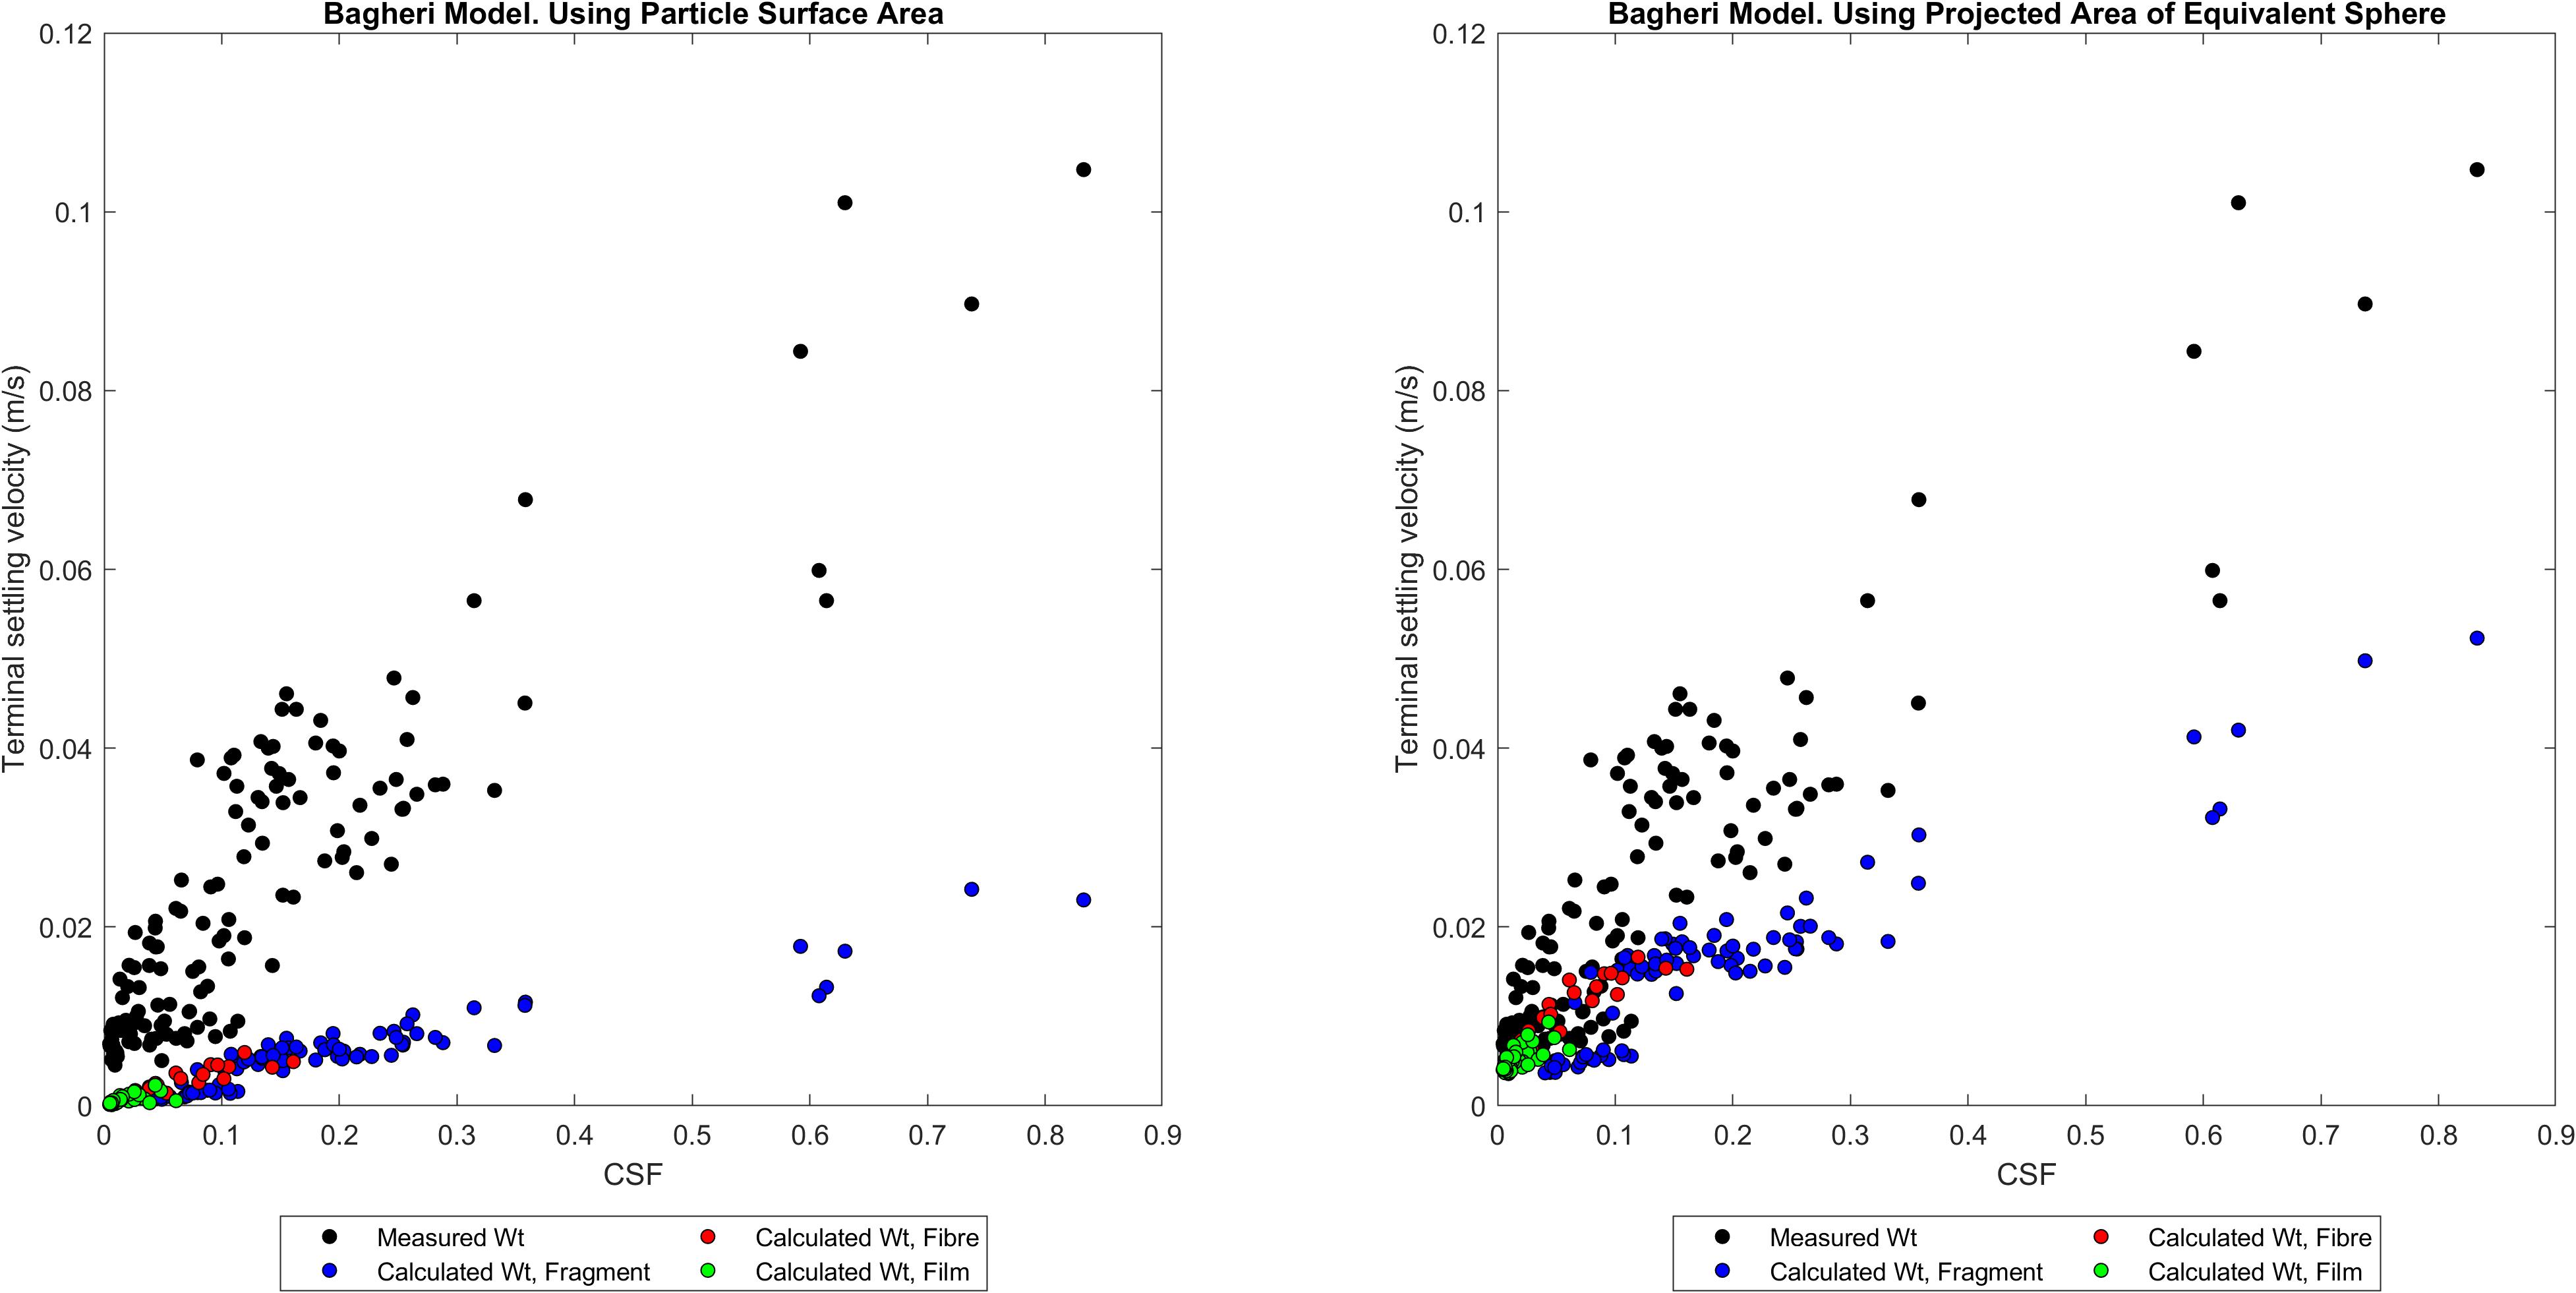 Bagheri Model. Using Particle Surface Area
0.12
0.1
0.08
0.06
0.04
0.02
0
Terminal settling velocity (m/s)
0 0.1 0.2 0.3 0.4 0.5 0.6 0.7 0.8 0.9
CSF
Measured Wt
Calculated Wt, Fragment
Calculated Wt, Fibre
Calculated Wt, Film
Bagheri Model. Using Projected Area of Equivalent Sphere
0.12
0.1
0.08
0.06
0.04
0.02
0
Terminal settling velocity (m/s)
0 0.1 0.2 0.3 0.4 0.5 0.6 0.7 0.8 0.9
CSF
Measured Wt
Calculated Wt, Fragment
Calculated Wt, Fibre
Calculated Wt, Film